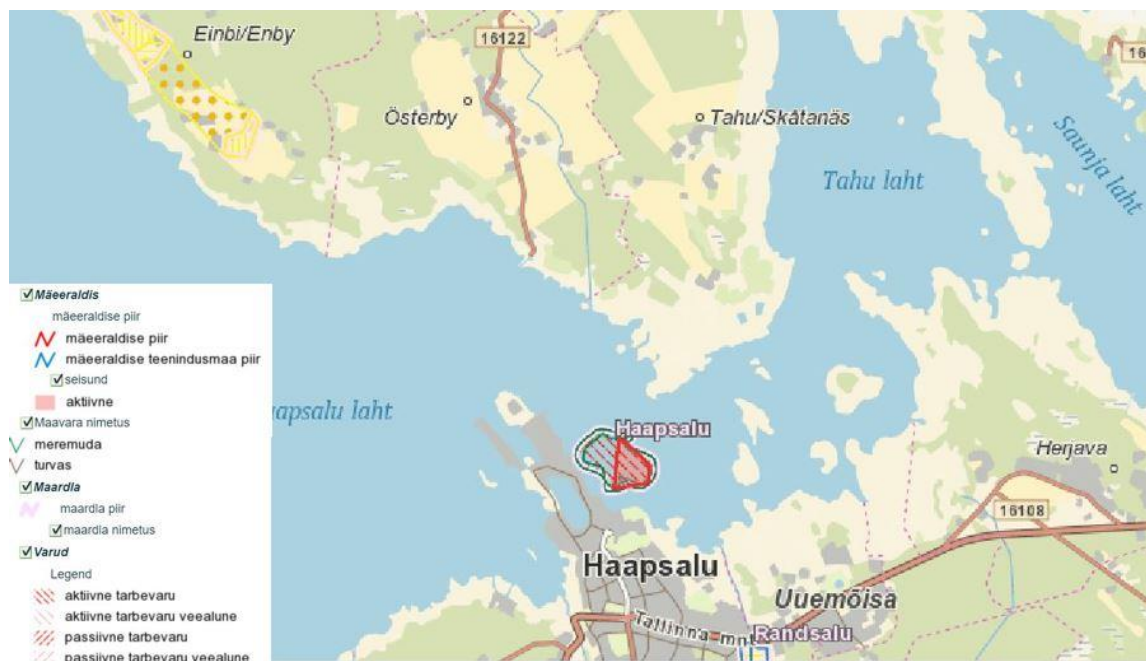 Einbi/Enby
16122
Österby
Tahu/Skåtanäs
Tahu laht
Saunja laht
16
Mäeeraldis
mäeeraldise piir
mäeeraldise piir
mäeeraldise teenindusmaa piir
seisund
aktiivne
Maavara nimetus
meremuda
turvas
Maardla
maardla piir
maardla nimetus
Varud
Legend
aktiivne tarbevaru
aktiivne tarbevaru veealune
passiivne tarbevaru
passiivne tarbevaru veealune
apsalu laht
Haapsalu
Herjava
16108
Haapsalu
Uuemõisa
Tallinna mnt
Randsalu